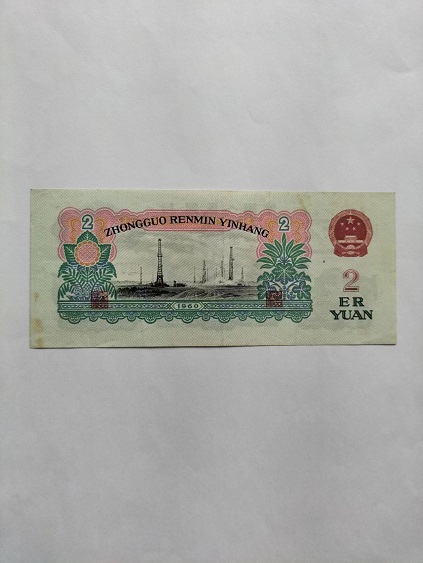 2 2
ZHONGGUO RENMIN YINHANG
2
ER
YUAN
1960